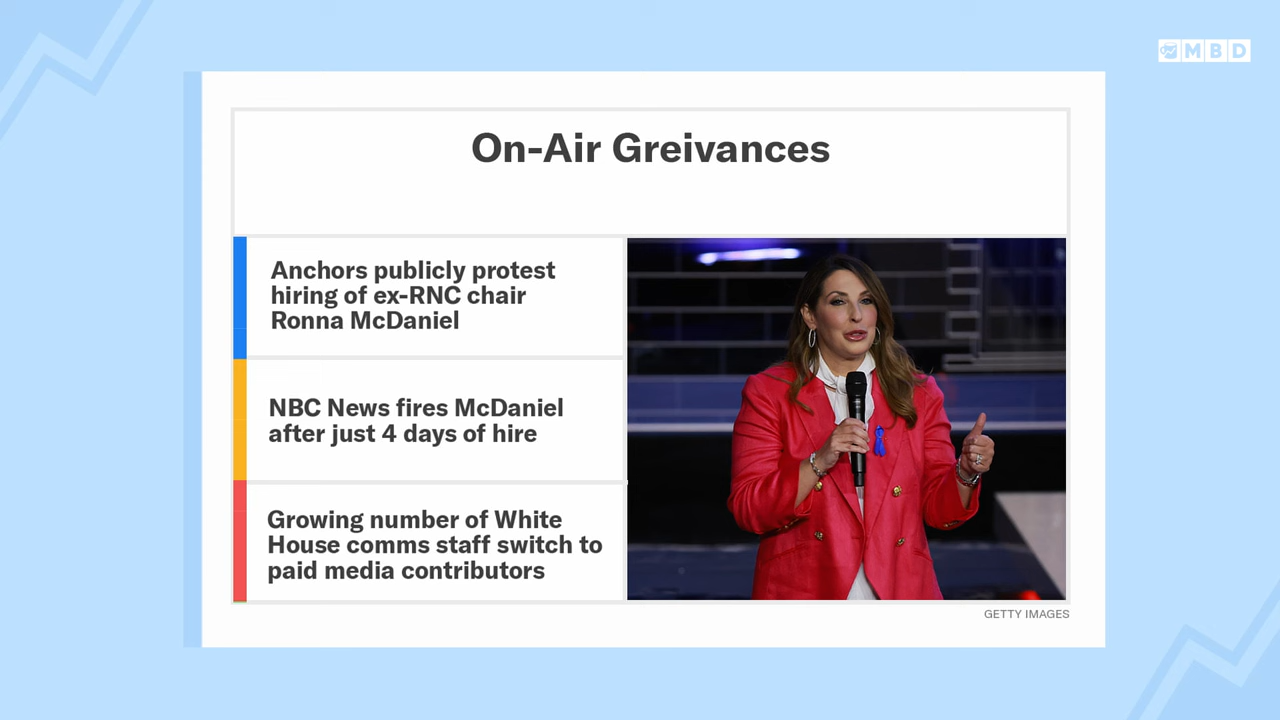 MBD
On-Air Greivances
Anchors publicly protest
hiring of ex-RNC chair
Ronna McDaniel
NBC News fires McDaniel
after just 4 days of hire
Growing number of White
House comms staff switch to
paid media contributors
GETTY IMAGES